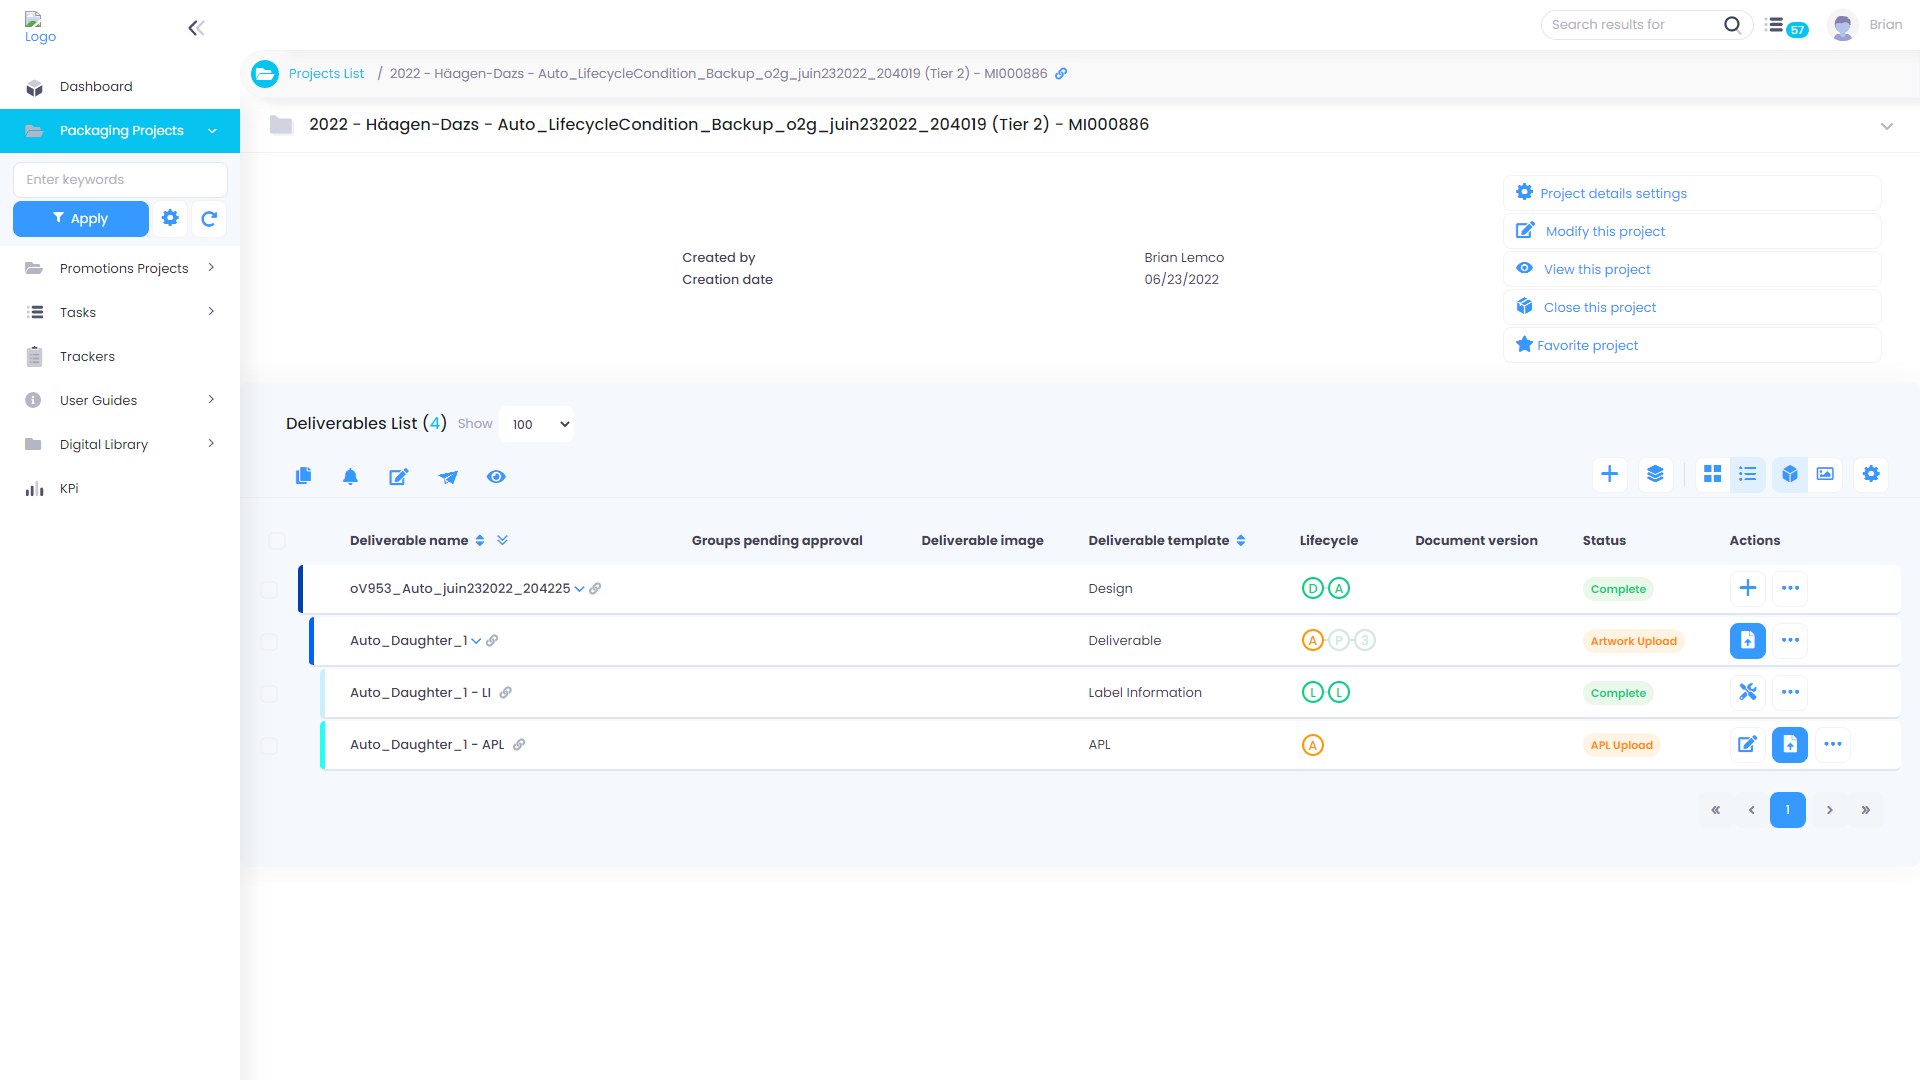 Logo
Search results for
57
Brian
Dashboard
Packaging Projects
Enter keywords
Apply
Promotions Projects
Tasks
Trackers
User Guides
Digital Library
KPi
Projects List / 2022 - Häagen-Dazs - Auto_LifecycleCondition_Backup_o2g_juin232022_204019 (Tier 2) - MI000886
2022 - Häagen-Dazs - Auto_LifecycleCondition_Backup_o2g_juin232022_204019 (Tier 2) - MI000886
Created by Brian Lemco
Creation date 06/23/2022
Project details settings
Modify this project
View this project
Close this project
Favorite project
Deliverables List (4) Show 100
Deliverable name Groups pending approval Deliverable image Deliverable template Lifecycle Document version Status Actions
oV953_Auto_juin232022_204225 Design D A Complete
Auto_Daughter_1 Deliverable A P 3 Artwork Upload
Auto_Daughter_1 - LI Label Information L L Complete
Auto_Daughter_1 - APL APL A APL Upload
« ‹ 1 › »